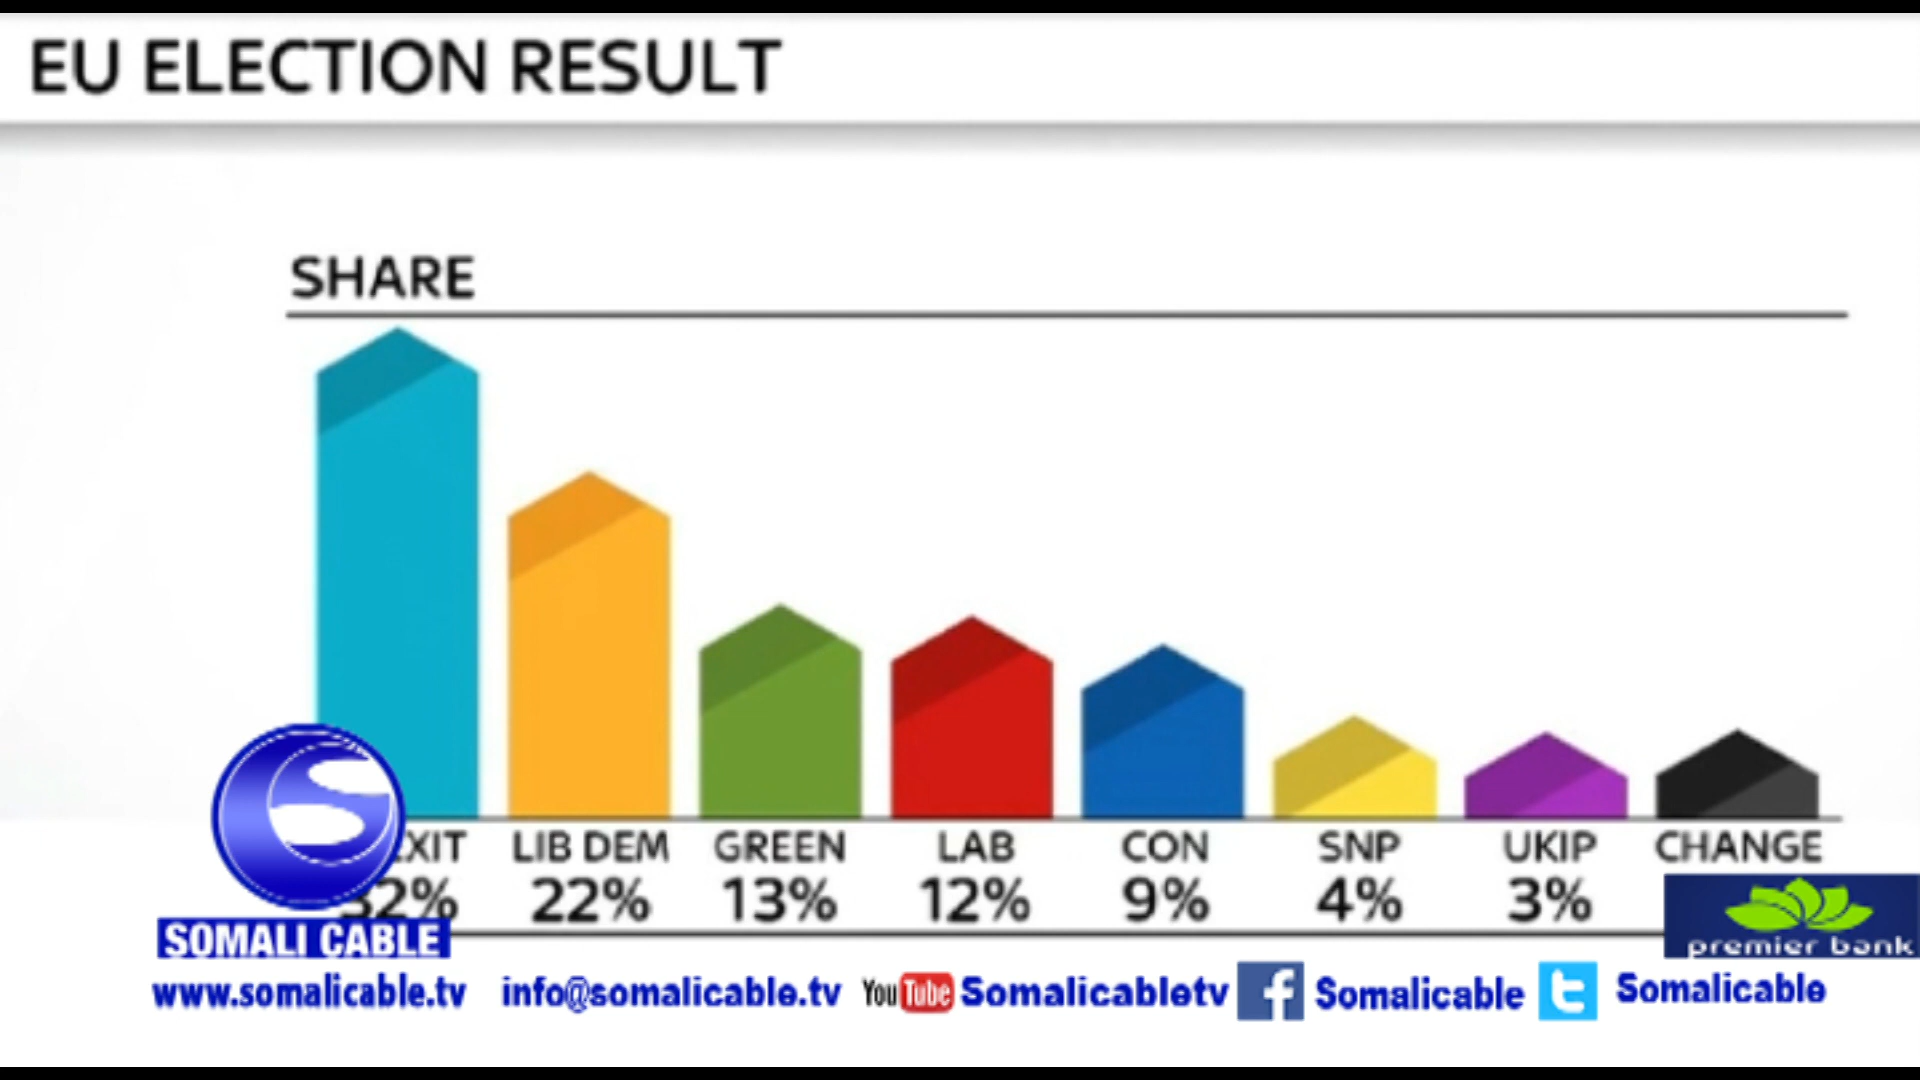 EU ELECTION RESULT
SHARE
LIB DEM GREEN LAB CON SNP UKIP CHANGE
32% 22% 13% 12% 9% 4% 3%
SOMALI CABLE
premier bank
www.somalicable.tv info@somalicable.tv YouTube Somalicabletv f Somalicable t Somalicable